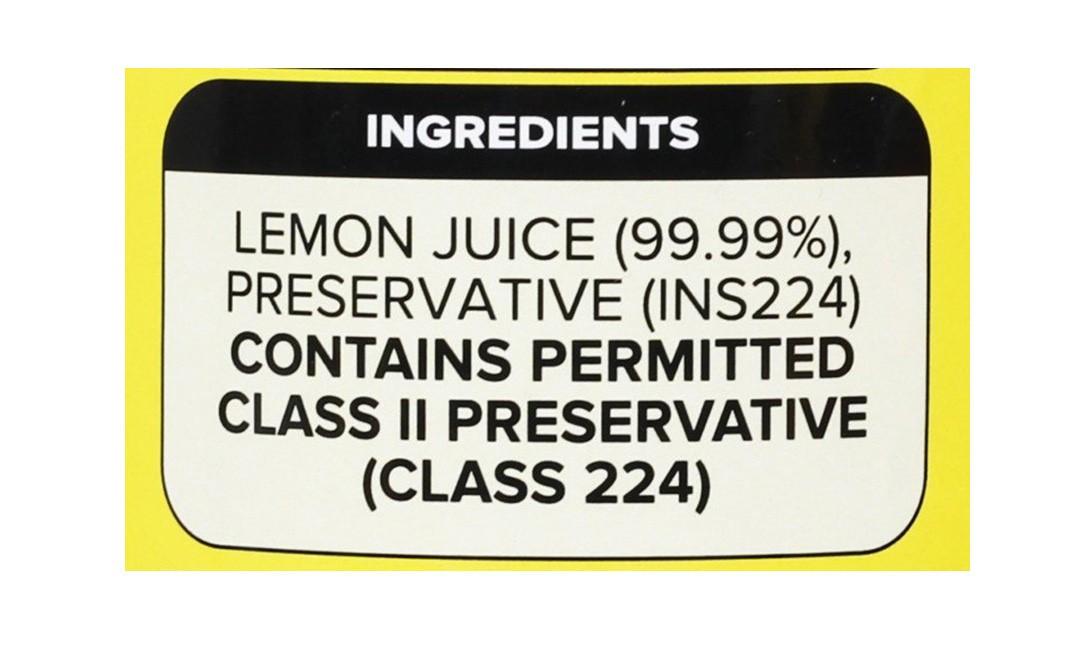 INGREDIENTS
LEMON JUICE (99.99%),
PRESERVATIVE (INS224)
CONTAINS PERMITTED
CLASS II PRESERVATIVE
(CLASS 224)